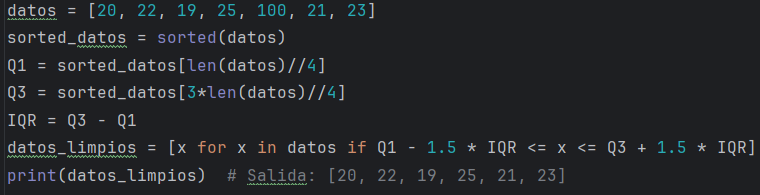 datos = [20, 22, 19, 25, 100, 21, 23]
sorted_datos = sorted(datos)
Q1 = sorted_datos[len(datos)//4]
Q3 = sorted_datos[3*len(datos)//4]
IQR = Q3 - Q1
datos_limpios = [x for x in datos if Q1 - 1.5 * IQR <= x <= Q3 + 1.5 * IQR]
print(datos_limpios)  # Salida: [20, 22, 19, 25, 21, 23]